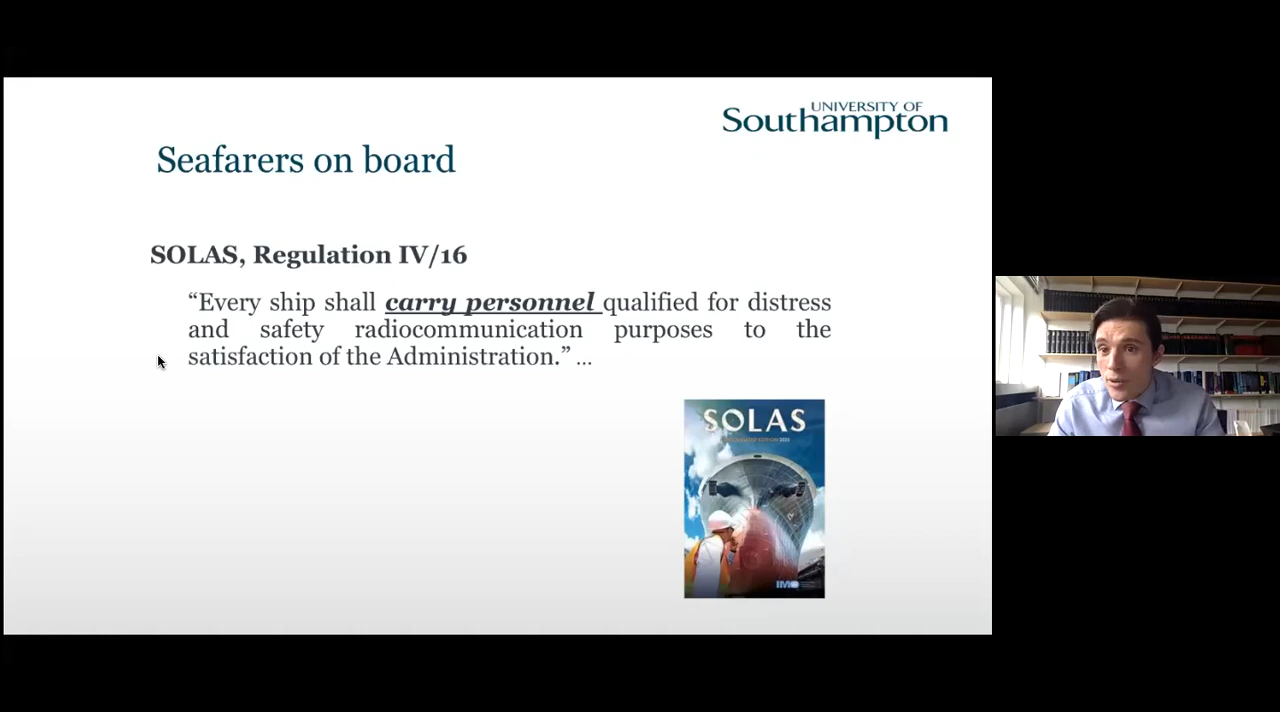 UNIVERSITY OF
Southampton
Seafarers on board
SOLAS, Regulation IV/16
“Every ship shall carry personnel qualified for distress
and safety radiocommunication purposes to the
satisfaction of the Administration.” ...
SOLAS
IMO